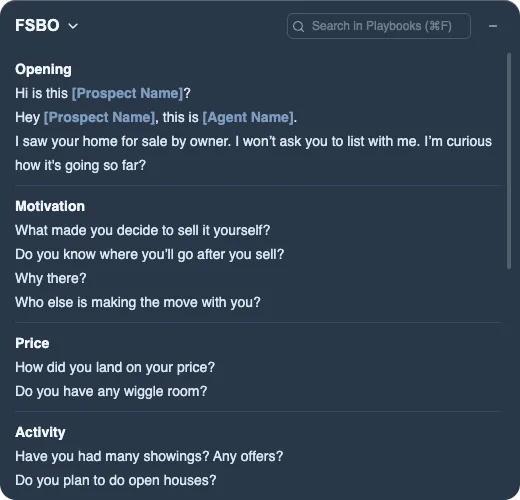 FSBO
Search in Playbooks (⌘F)
Opening
Hi is this [Prospect Name]?
Hey [Prospect Name], this is [Agent Name].
I saw your home for sale by owner. I won’t ask you to list with me. I’m curious
how it's going so far?
Motivation
What made you decide to sell it yourself?
Do you know where you’ll go after you sell?
Why there?
Who else is making the move with you?
Price
How did you land on your price?
Do you have any wiggle room?
Activity
Have you had many showings? Any offers?
Do you plan to do open houses?